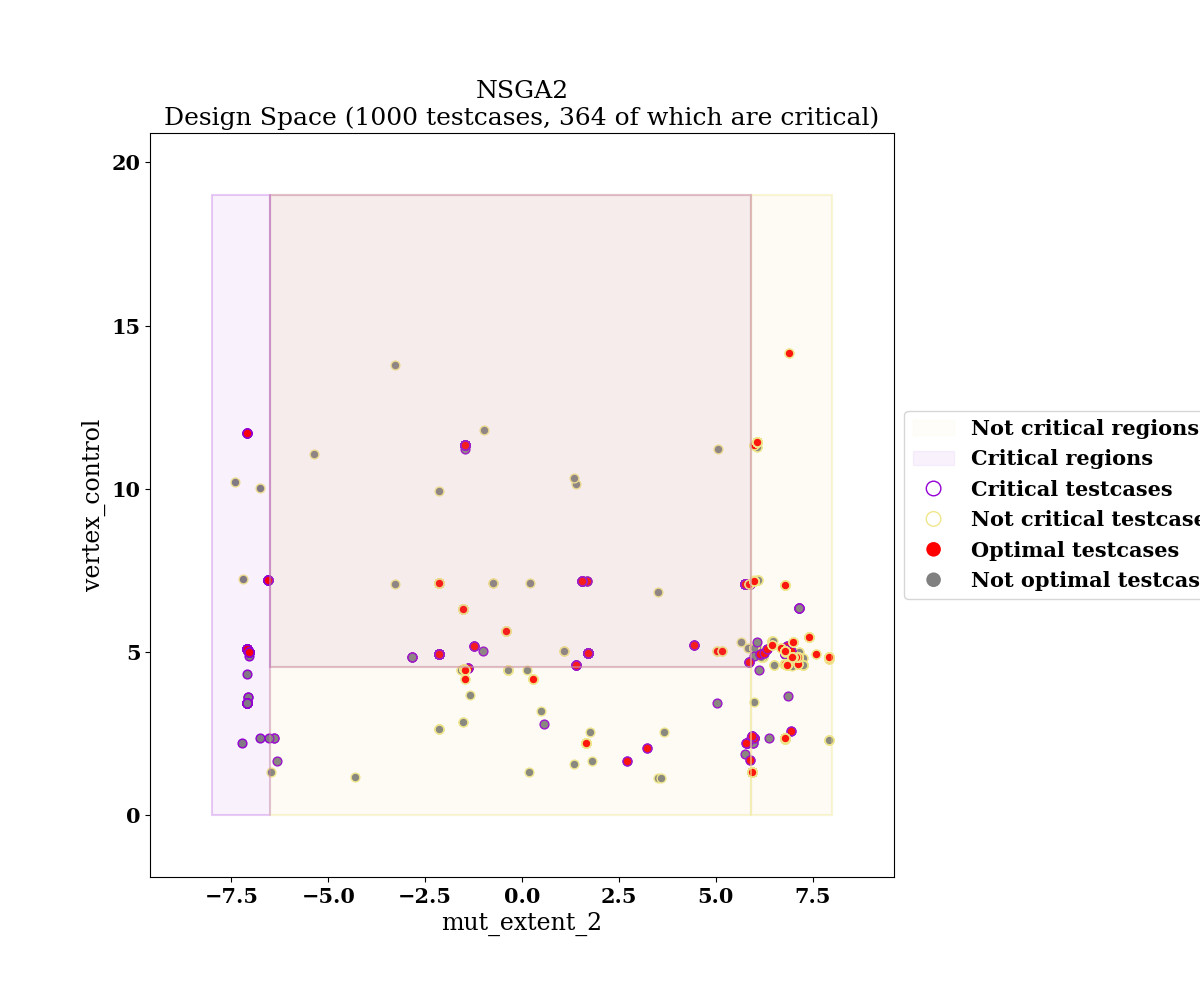 NSGA2
Design Space (1000 testcases, 364 of which are critical)
20
15
10
5
0
vertex_control
−7.5
−5.0
−2.5
0.0
2.5
5.0
7.5
mut_extent_2
Not critical regions
Critical regions
Critical testcases
Not critical testcase
Optimal testcases
Not optimal testcas